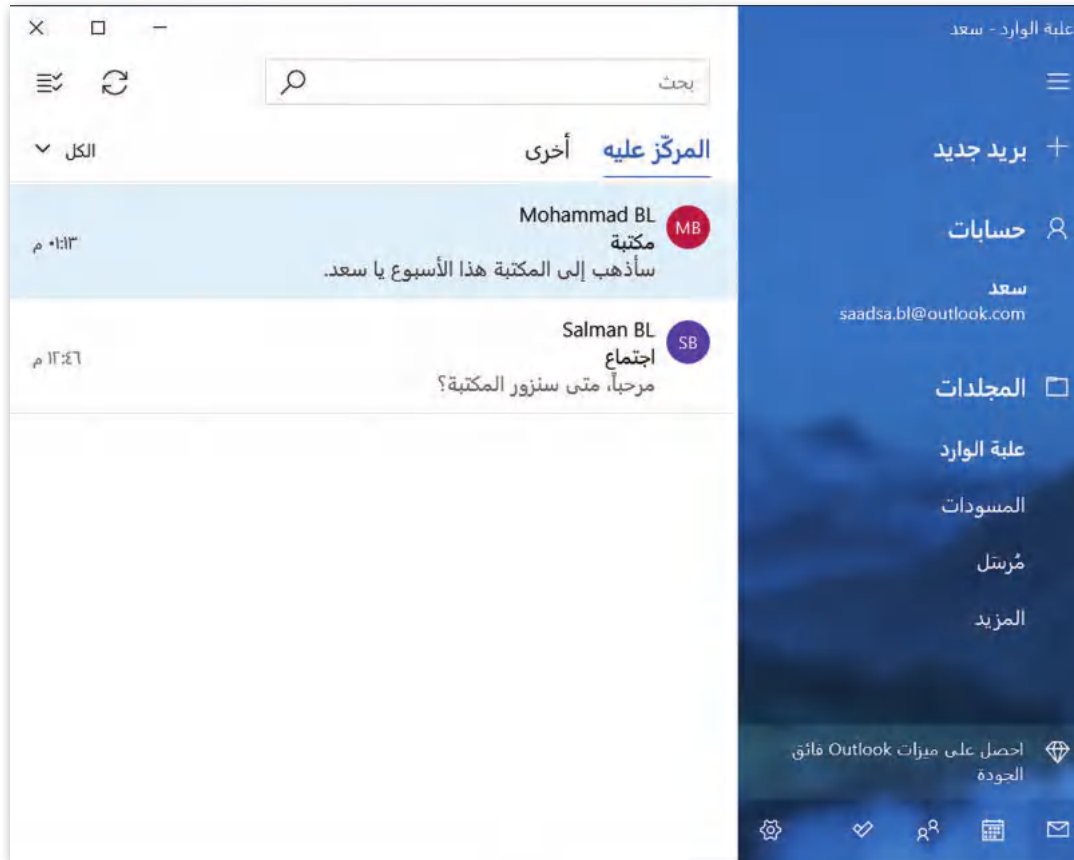 علبة الوارد - سعد
بريد جديد
حسابات
سعد
saadsa.bl@outlook.com
المجلدات
علبة الوارد
المسودات
مُرسَل
المزيد
احصل على ميزات Outlook فائق
الجودة
بحث
المركّز عليه أخرى
الكل
MB
Mohammad BL
مكتبة
٠١:١٣ م
سأذهب إلى المكتبة هذا الأسبوع يا سعد.
SB
Salman BL
اجتماع
١٢:٤٦ م
مرحباً، متى سنزور المكتبة؟